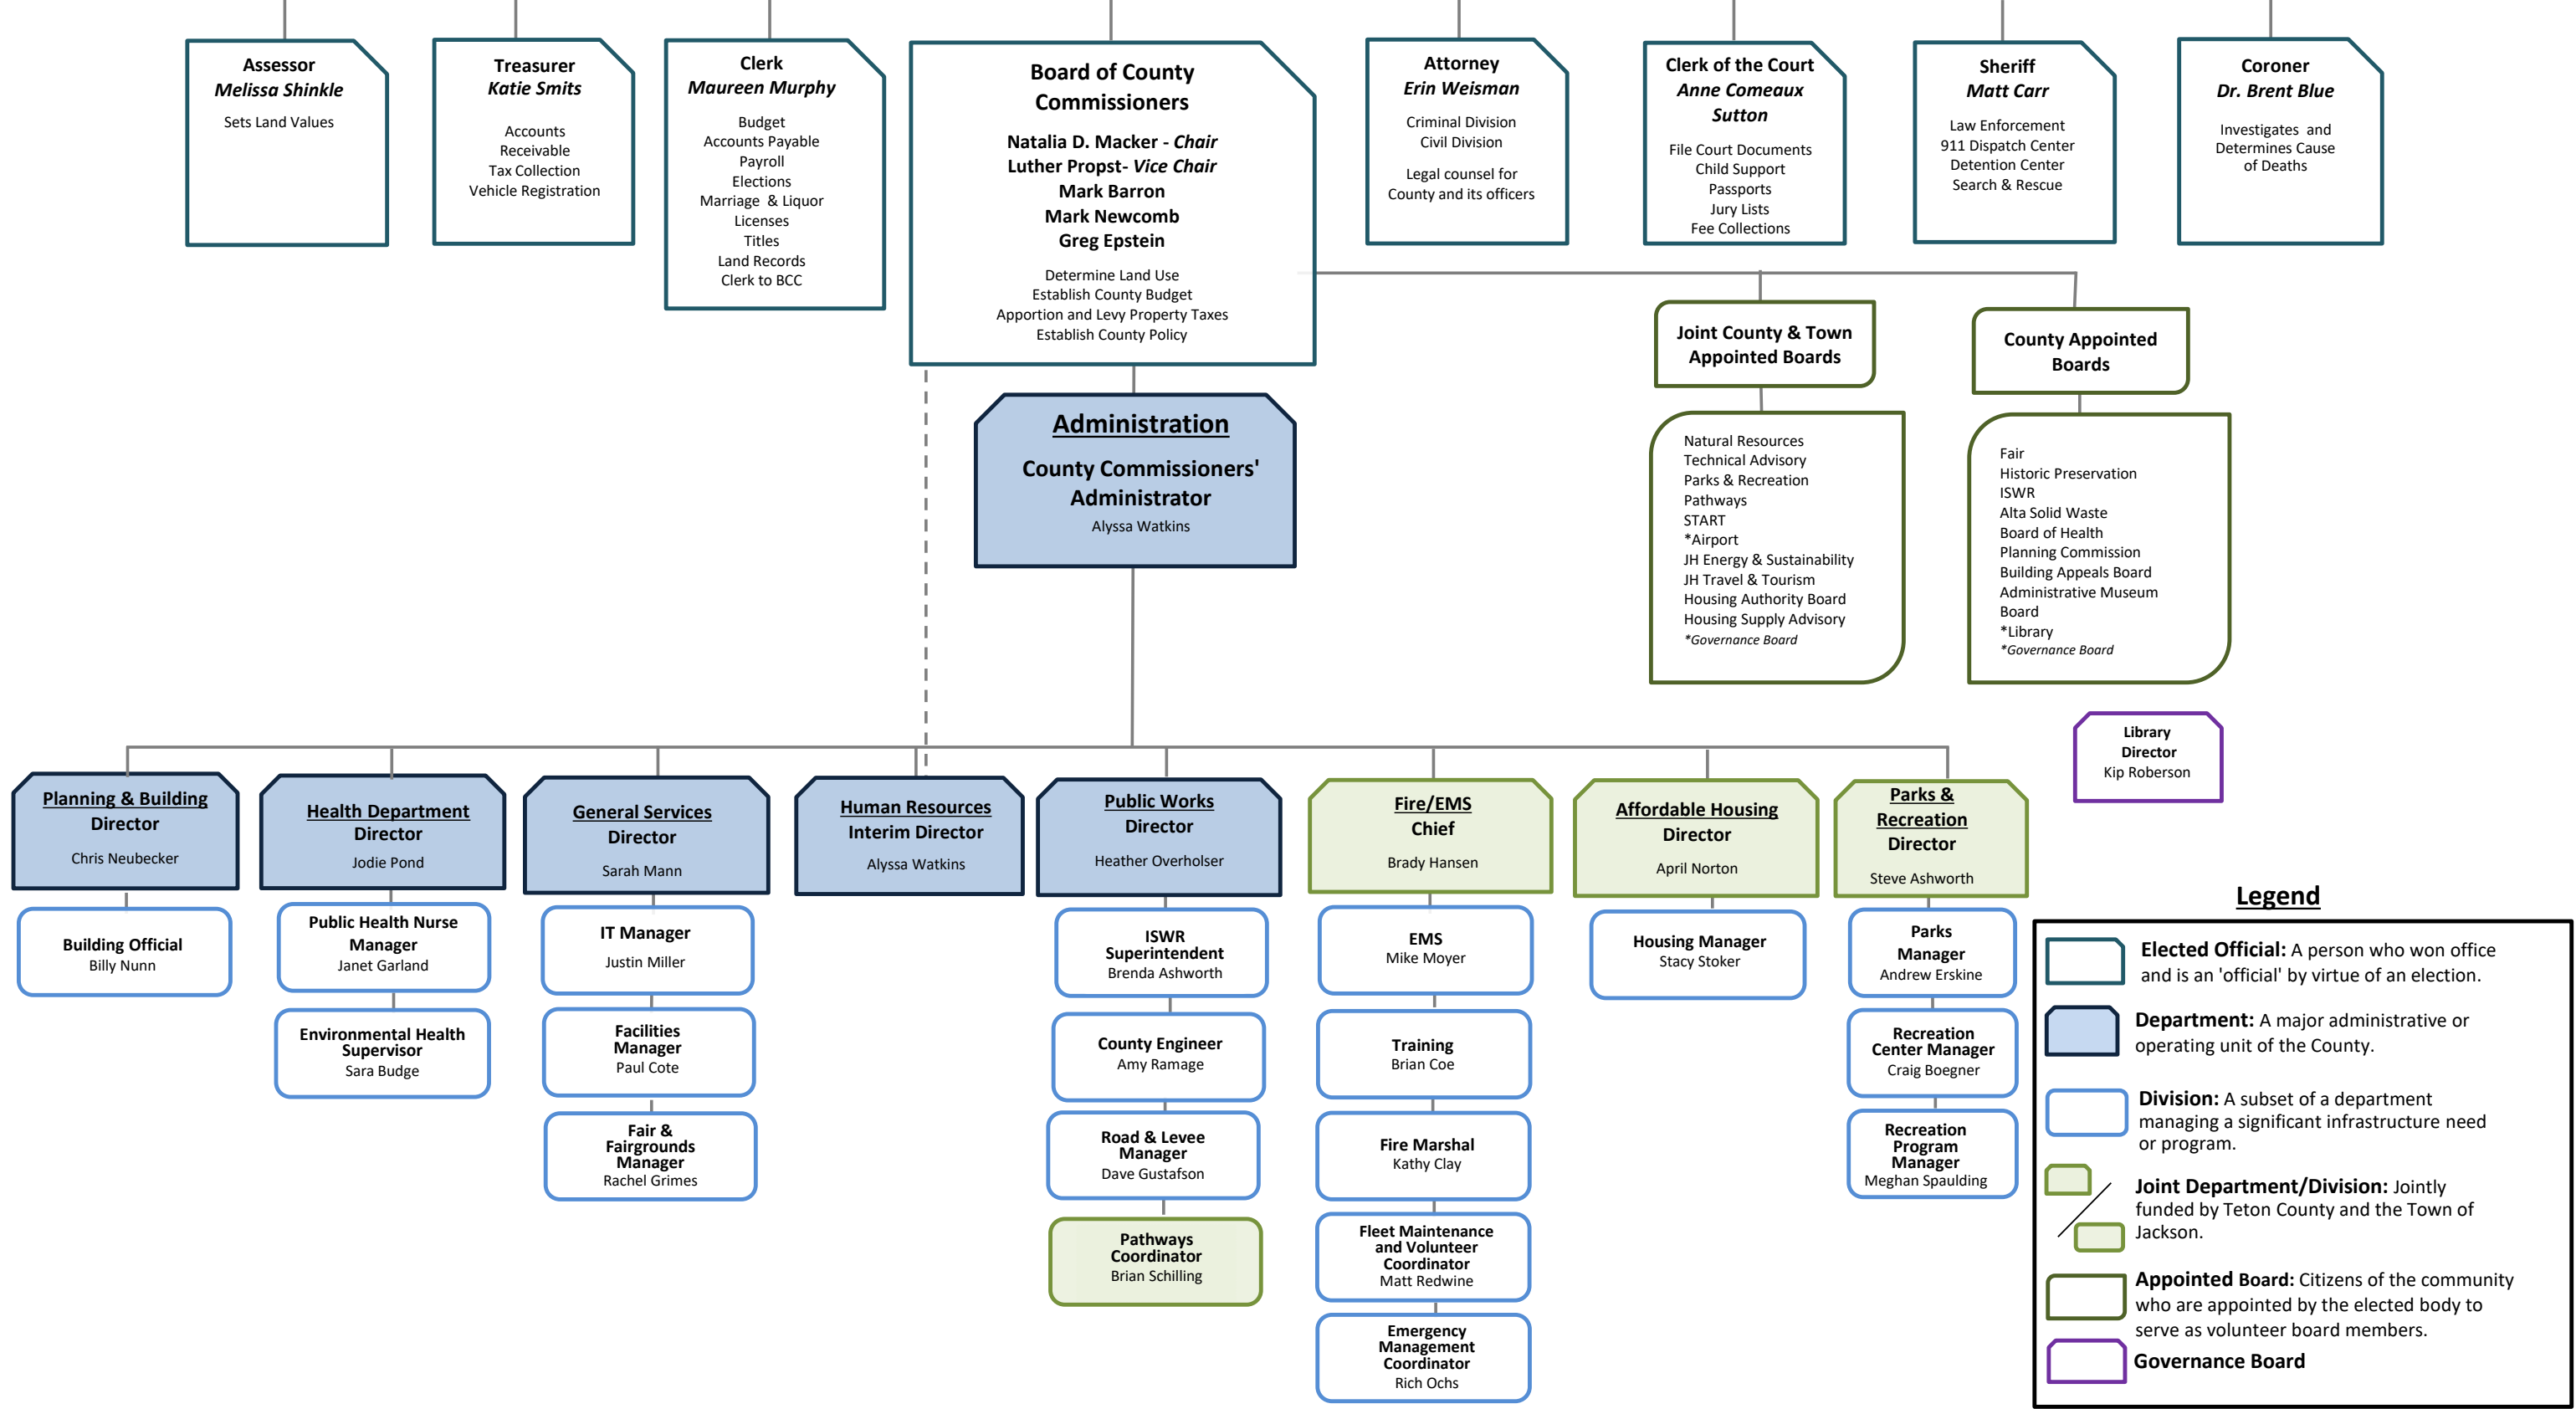 Assessor
Melissa Shinkle
Sets Land Values
Treasurer
Katie Smits
Accounts
Receivable
Tax Collection
Vehicle Registration
Clerk
Maureen Murphy
Budget
Accounts Payable
Payroll
Elections
Marriage & Liquor
Licenses
Titles
Land Records
Clerk to BCC
Board of County
Commissioners
Natalia D. Macker - Chair
Luther Propst- Vice Chair
Mark Barron
Mark Newcomb
Greg Epstein
Determine Land Use
Establish County Budget
Apportion and Levy Property Taxes
Establish County Policy
Attorney
Erin Weisman
Criminal Division
Civil Division
Legal counsel for
County and its officers
Clerk of the Court
Anne Comeaux
Sutton
File Court Documents
Child Support
Passports
Jury Lists
Fee Collections
Sheriff
Matt Carr
Law Enforcement
911 Dispatch Center
Detention Center
Search & Rescue
Coroner
Dr. Brent Blue
Investigates and
Determines Cause
of Deaths
Joint County & Town
Appointed Boards
County Appointed
Boards
Administration
County Commissioners'
Administrator
Alyssa Watkins
Natural Resources
Technical Advisory
Parks & Recreation
Pathways
START
*Airport
JH Energy & Sustainability
JH Travel & Tourism
Housing Authority Board
Housing Supply Advisory
*Governance Board
Fair
Historic Preservation
ISWR
Alta Solid Waste
Board of Health
Planning Commission
Building Appeals Board
Administrative Museum
Board
*Library
*Governance Board
Library
Director
Kip Roberson
Planning & Building
Director
Chris Neubecker
Building Official
Billy Nunn
Health Department
Director
Jodie Pond
Public Health Nurse
Manager
Janet Garland
Environmental Health
Supervisor
Sara Budge
General Services
Director
Sarah Mann
IT Manager
Justin Miller
Facilities
Manager
Paul Cote
Fair &
Fairgrounds
Manager
Rachel Grimes
Human Resources
Interim Director
Alyssa Watkins
Public Works
Director
Heather Overholser
ISWR
Superintendent
Brenda Ashworth
County Engineer
Amy Ramage
Road & Levee
Manager
Dave Gustafson
Pathways
Coordinator
Brian Schilling
Fire/EMS
Chief
Brady Hansen
EMS
Mike Moyer
Training
Brian Coe
Fire Marshal
Kathy Clay
Fleet Maintenance
and Volunteer
Coordinator
Matt Redwine
Emergency
Management
Coordinator
Rich Ochs
Affordable Housing
Director
April Norton
Housing Manager
Stacy Stoker
Parks &
Recreation
Director
Steve Ashworth
Parks
Manager
Andrew Erskine
Recreation
Center Manager
Craig Boegner
Recreation
Program
Manager
Meghan Spaulding
Legend
Elected Official: A person who won office
and is an 'official' by virtue of an election.
Department: A major administrative or
operating unit of the County.
Division: A subset of a department
managing a significant infrastructure need
or program.
Joint Department/Division: Jointly
funded by Teton County and the Town of
Jackson.
Appointed Board: Citizens of the community
who are appointed by the elected body to
serve as volunteer board members.
Governance Board